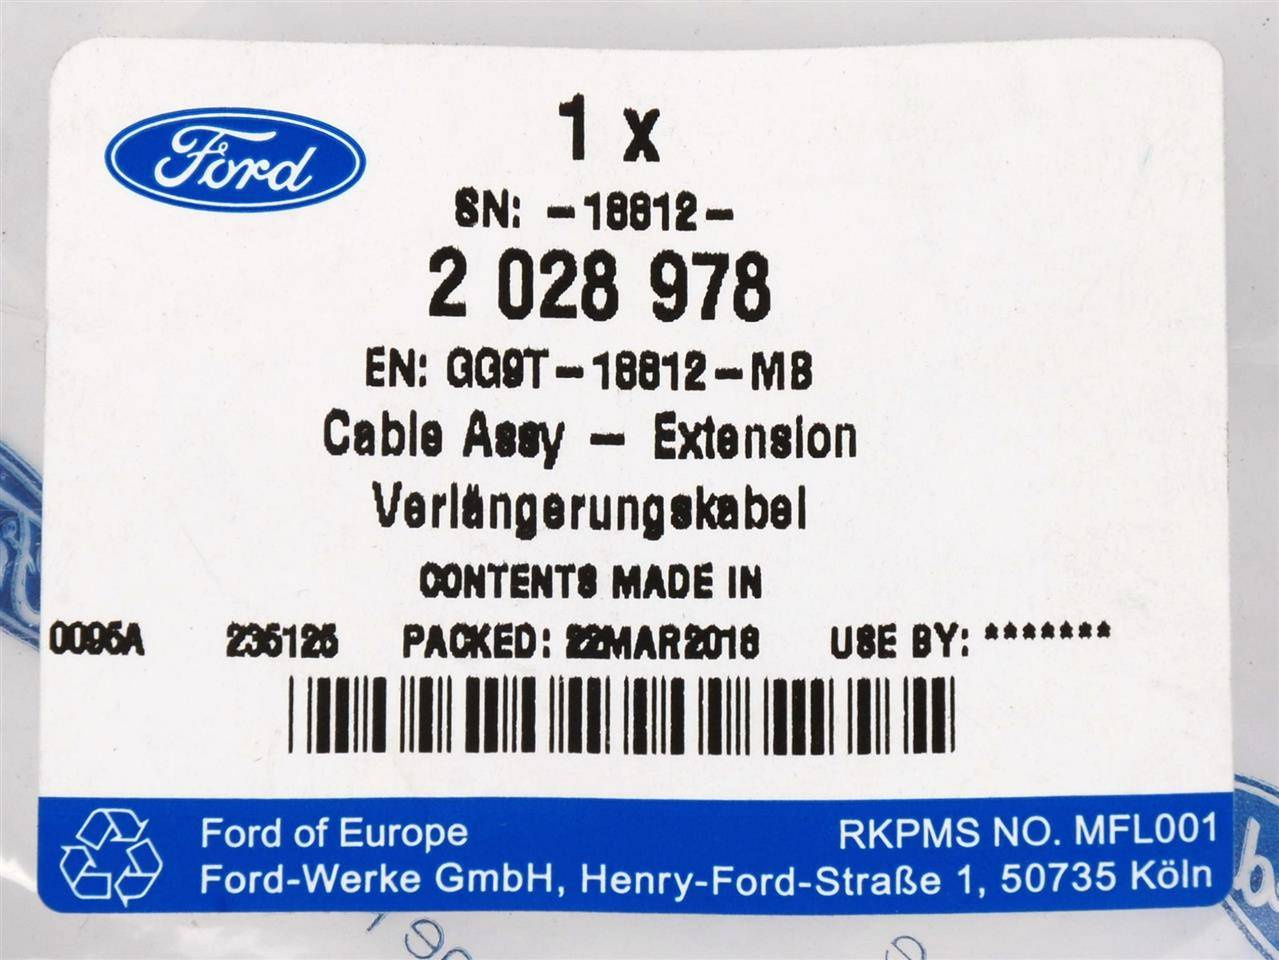 Ford
1 x
SN: -18812-
2 028 978
EN: GG9T-18812-MB
Cable Assy - Extension
Verlängerungskabel
CONTENTS MADE IN
0095A 235125 PACKED: 22MAR2018 USE BY: *******
Ford of Europe RKPMS NO. MFL001
Ford-Werke GmbH, Henry-Ford-Straße 1, 50735 Köln